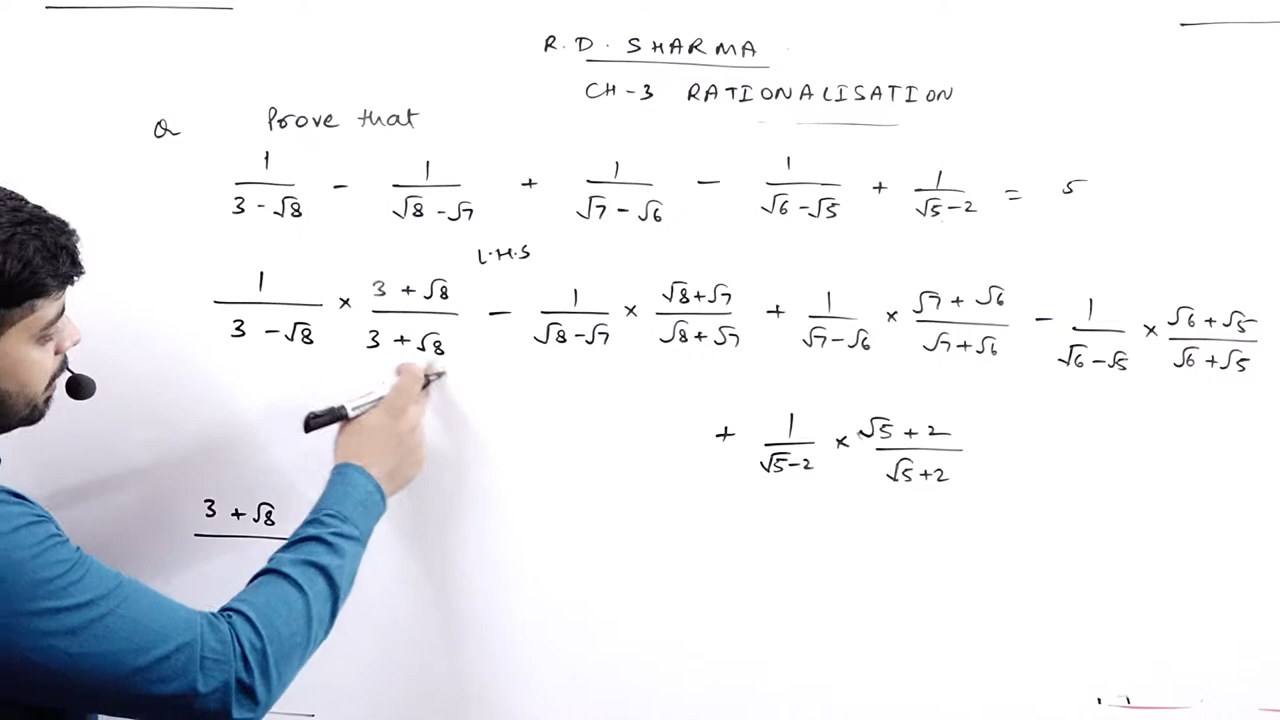 R.D. SHARMA
CH-3 RATIONALISATION
Q Prove that
1/(3-√8) - 1/(√8-√7) + 1/(√7-√6) - 1/(√6-√5) + 1/(√5-2) = 5
L.H.S
1/(3-√8) × (3+√8)/(3+√8) - 1/(√8-√7) × (√8+√7)/(√8+√7) + 1/(√7-√6) × (√7+√6)/(√7+√6) - 1/(√6-√5) × (√6+√5)/(√6+√5)
+ 1/(√5-2) × (√5+2)/(√5+2)
3+√8